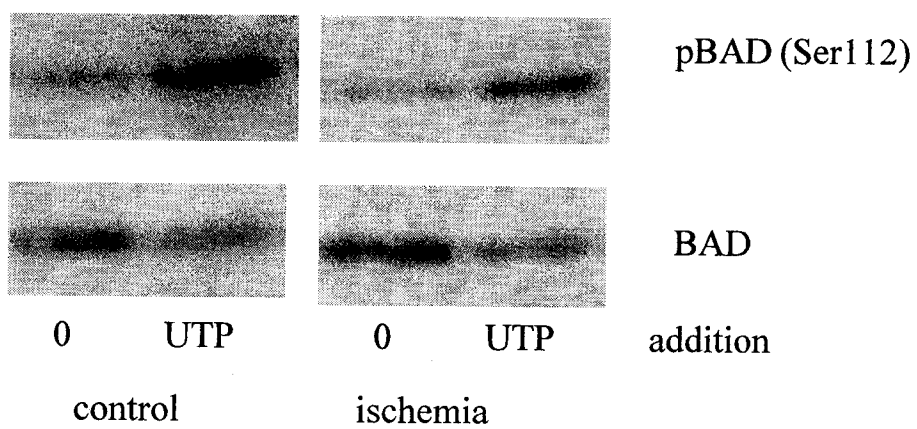 pBAD (Ser112)
BAD
0 UTP 0 UTP addition
control ischemia